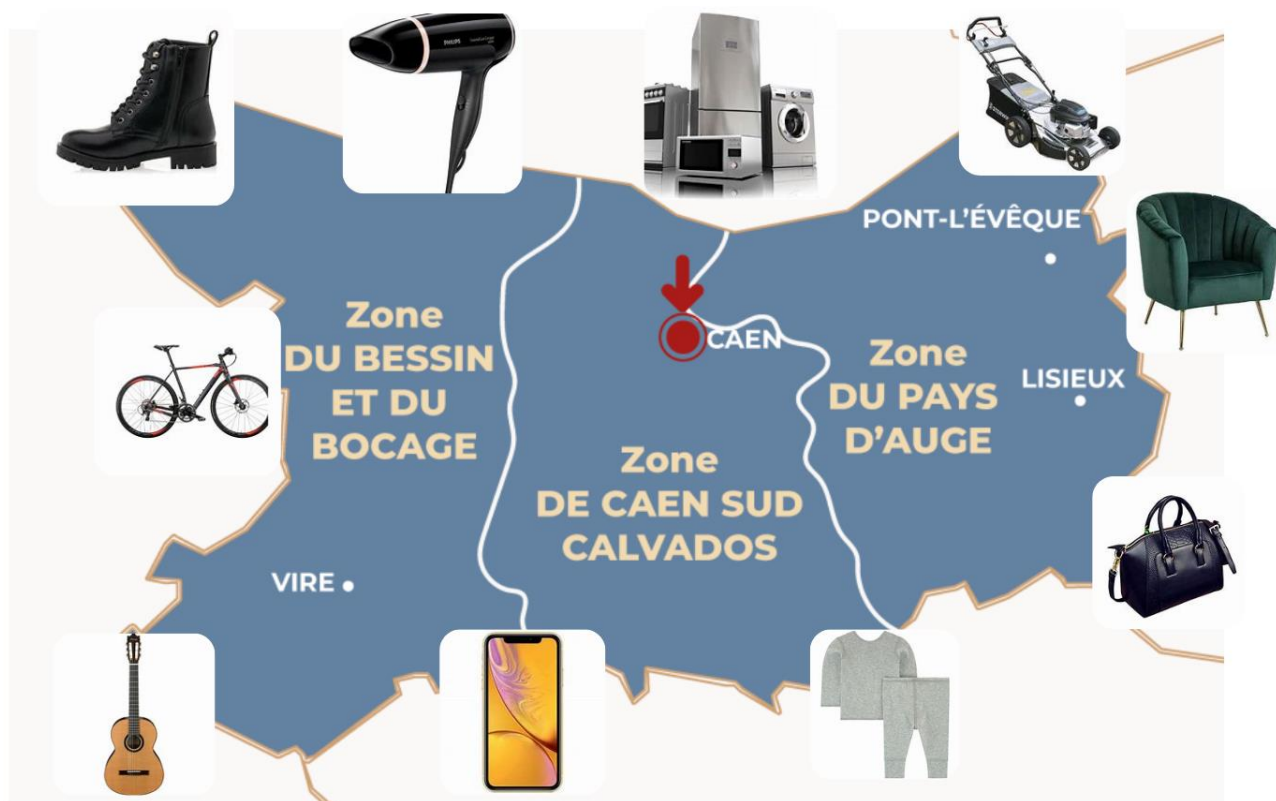 PHILIPS
PONT-L'ÉVÊQUE
Zone
DU BESSIN
ET DU
BOCAGE
CAEN
Zone
DU PAYS
D'AUGE
LISIEUX
Zone
DE CAEN SUD
CALVADOS
VIRE